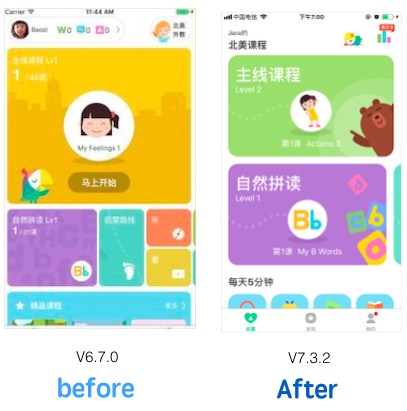 Carrier 11:44 AM
Baozi W0 0 0
北美
外教
主线课程 Lv1
1 / 44课
My Feelings 1
马上开始
自然拼读 Lv1
1 / 21课
Bb
启蒙路线
听
看
精品课程
更多
V6.7.0
before
中国电信 下午7:00
Jace的
北美课程
主线课程
Level 2
第1课 Actions 3
自然拼读
Level 1
Bb
第1课 My B Words
每天5分钟
发现
我的
V7.3.2
After